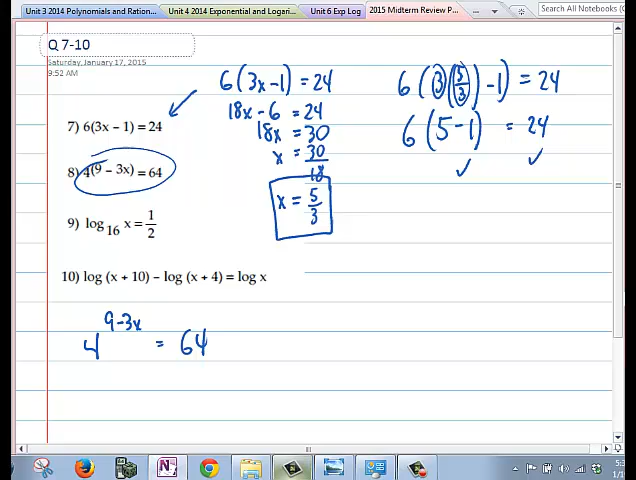 Unit 3 2014 Polynomials and Ration... Unit 4 2014 Exponential and Logari... Unit 6 Exp Log 2015 Midterm Review P... Search All Notebooks (
Q 7-10
Saturday, January 17, 2015
9:52 AM
7) 6(3x – 1) = 24
8) 4^(9 – 3x) = 64
9) log₁₆ x = 1/2
10) log (x + 10) – log (x + 4) = log x
6(3x-1)=24
18x - 6 = 24
18x = 30
x = 30/18
x = 5/3
6(3(5/3)-1) = 24
6(5-1) = 24
✓ ✓
4^(9-3x) = 64